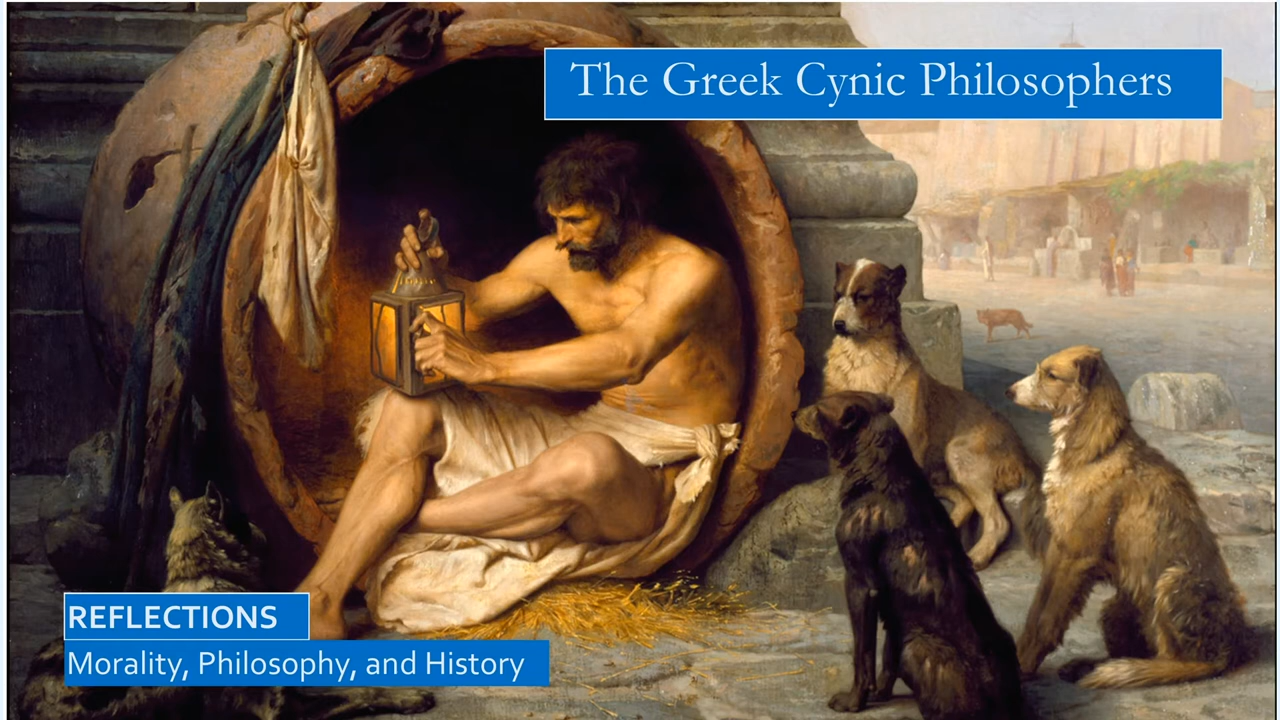 The Greek Cynic Philosophers
REFLECTIONS
Morality, Philosophy, and History